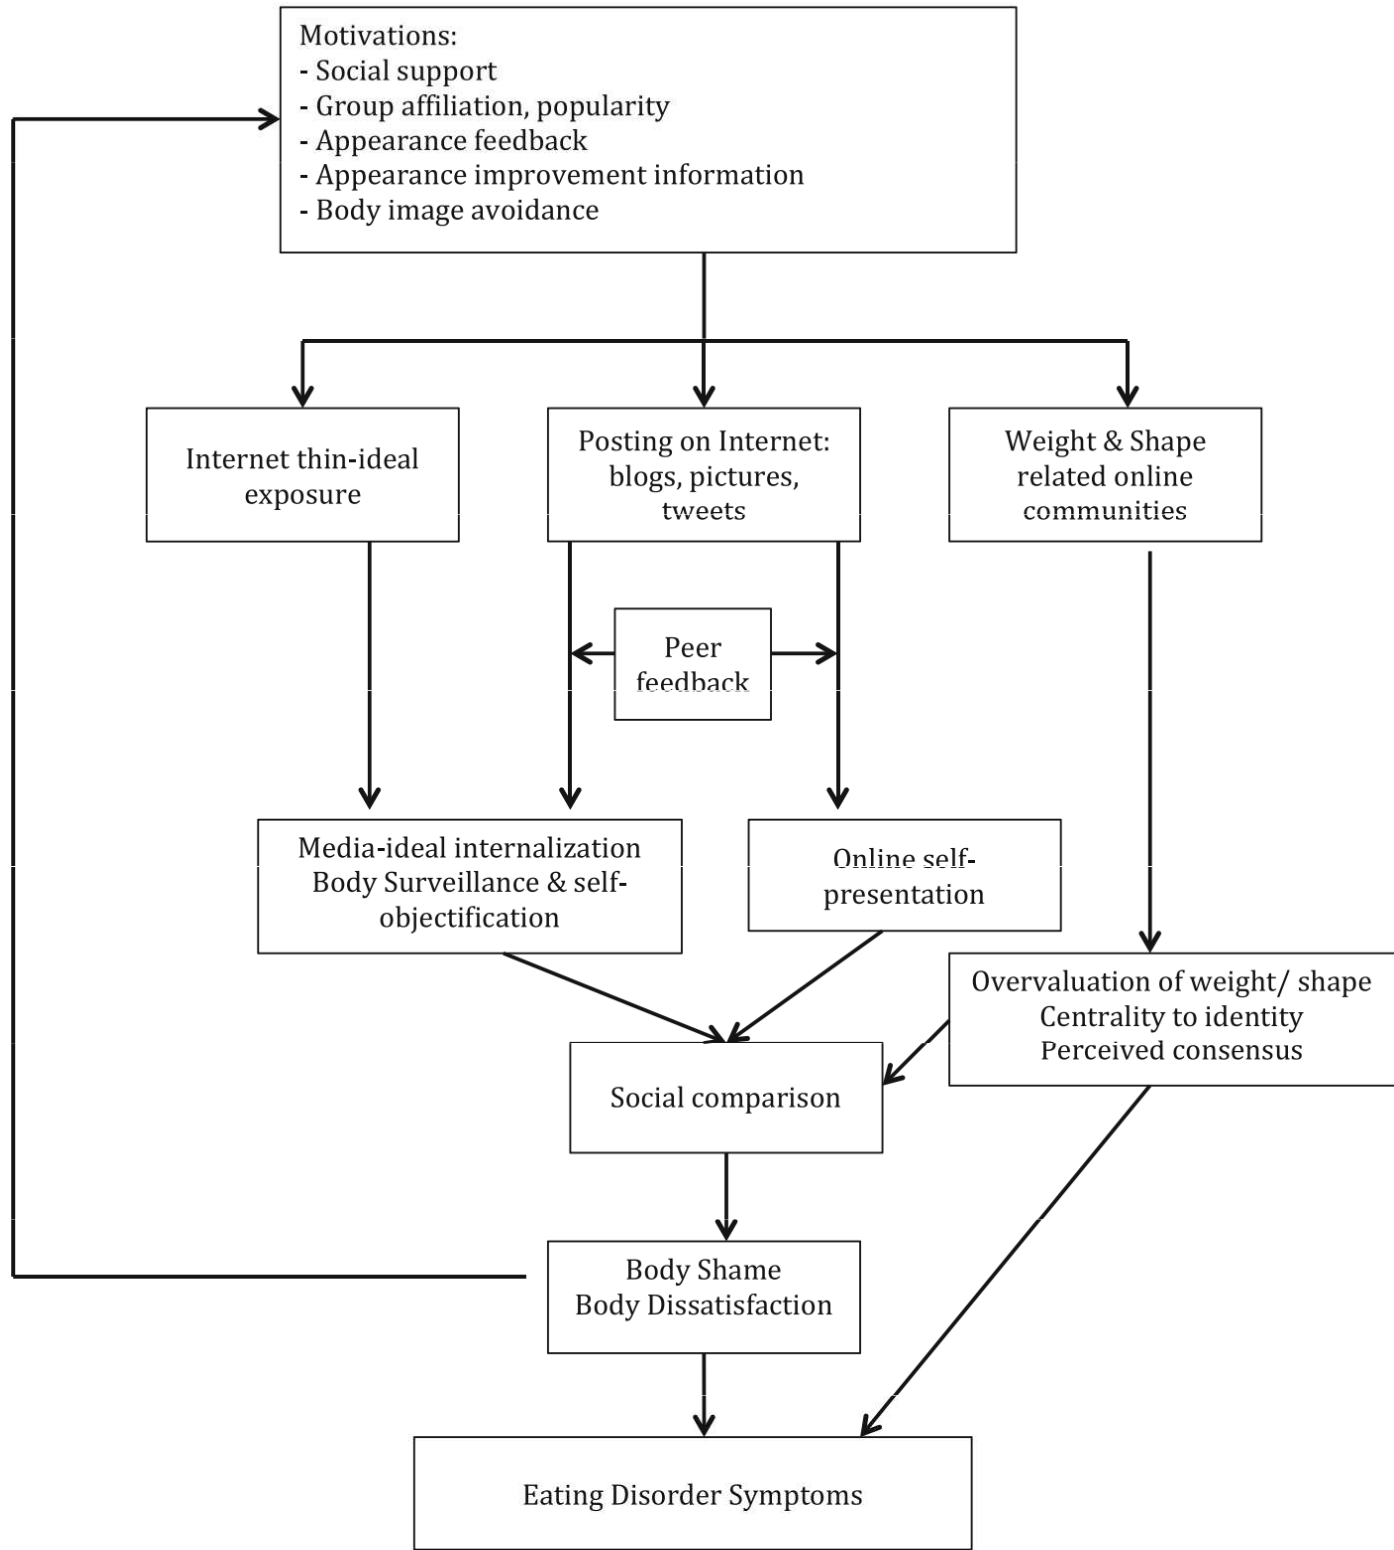 Motivations:
- Social support
- Group affiliation, popularity
- Appearance feedback
- Appearance improvement information
- Body image avoidance
Internet thin-ideal
exposure
Posting on Internet:
blogs, pictures,
tweets
Weight & Shape
related online
communities
Peer
feedback
Media-ideal internalization
Body Surveillance & self-
objectification
Online self-
presentation
Overvaluation of weight/ shape
Centrality to identity
Perceived consensus
Social comparison
Body Shame
Body Dissatisfaction
Eating Disorder Symptoms